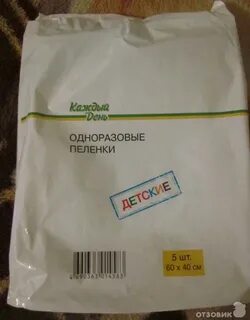 Каждый
День
ОДНОРАЗОВЫЕ
ПЕЛЕНКИ
ДЕТСКИЕ
5 шт.
60 х 40 см
отзовик